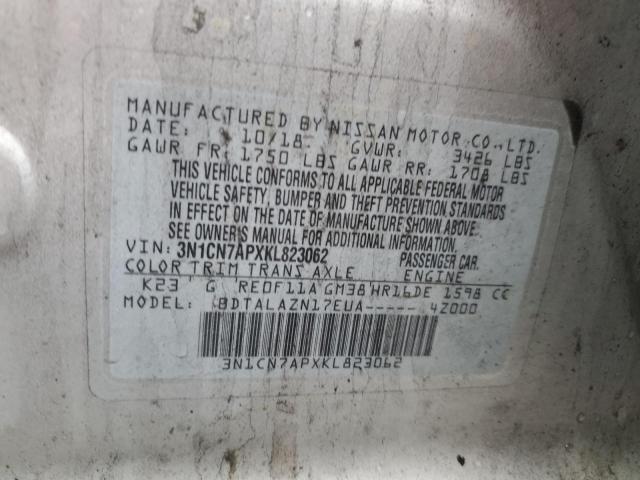 MANUFACTURED BY NISSAN MOTOR CO., LTD.
DATE: 10/18 GVWR: 3426 LBS
GAWR FR: 1750 LBS GAWR RR: 1708 LBS
THIS VEHICLE CONFORMS TO ALL APPLICABLE FEDERAL MOTOR
VEHICLE SAFETY, BUMPER AND THEFT PREVENTION STANDARDS
IN EFFECT ON THE DATE OF MANUFACTURE SHOWN ABOVE.
SEE OWNER'S MANUAL FOR ADDITIONAL INFORMATION.
VIN: 3N1CN7APXKL823062 PASSENGER CAR.
COLOR TRIM TRANS AXLE ENGINE
K23 G RE0F11A GM38 HR16DE 1598 CC
MODEL: BDTALAZN17EUA----- 4Z000
3N1CN7APXKL823062